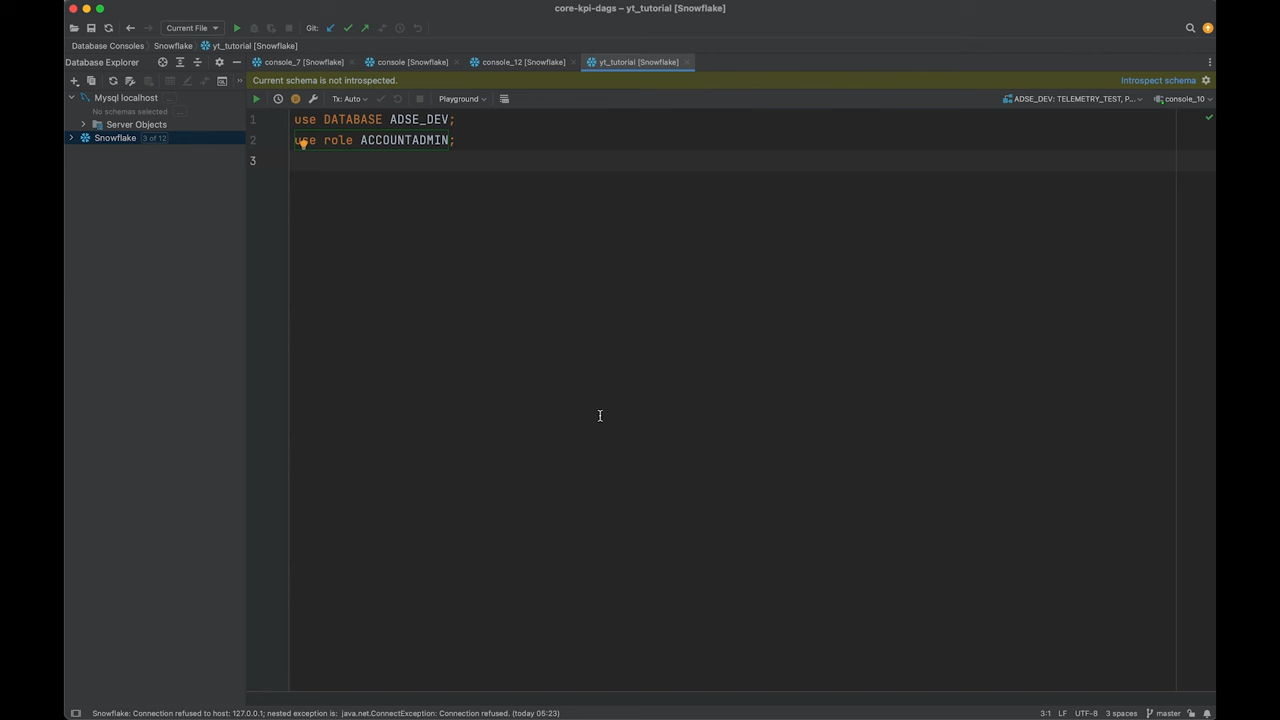 core-kpi-dags – yt_tutorial [Snowflake]
Current File
Git:
Database Consoles
Snowflake
yt_tutorial [Snowflake]
Database Explorer
console_7 [Snowflake]
console [Snowflake]
console_12 [Snowflake]
yt_tutorial [Snowflake]
Current schema is not introspected.
Introspect schema
Mysql localhost ...
No schemas selected ...
Server Objects
Snowflake 3 of 12
Tx: Auto
Playground
ADSE_DEV: TELEMETRY_TEST, P...
console_10
1 use DATABASE ADSE_DEV;
2 use role ACCOUNTADMIN;
3
Snowflake: Connection refused to host: 127.0.0.1; nested exception is: java.net.ConnectException: Connection refused. (today 05:23)
3:1 LF UTF-8 3 spaces master